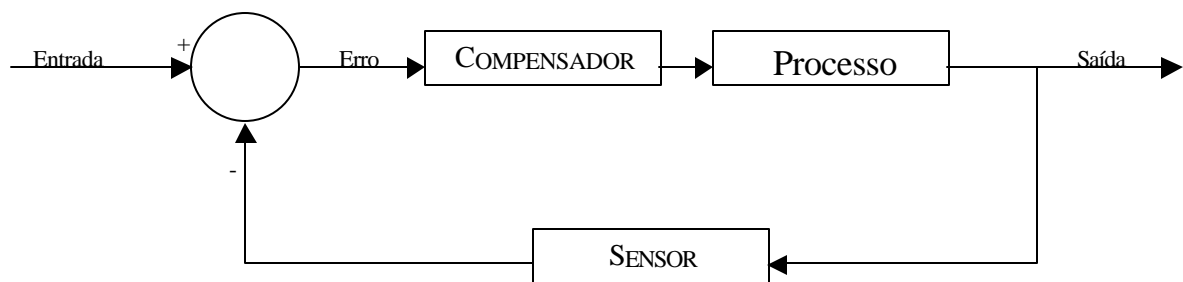 +
Entrada
Erro
COMPENSADOR
Processo
Saída
-
SENSOR